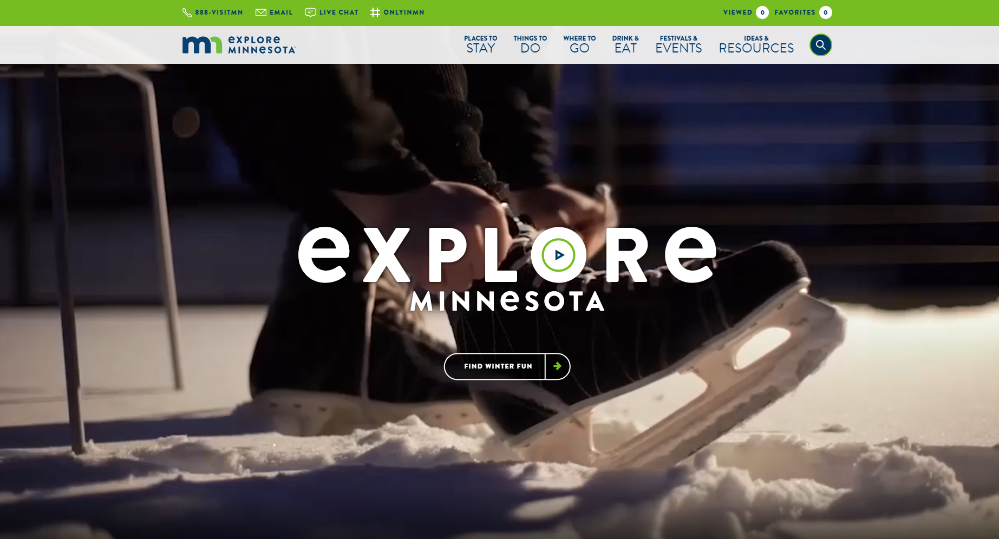 888-VISITMN EMAIL LIVE CHAT ONLYINMN VIEWED 0 FAVORITES 0
mn eXPLORe
MINNeSOTA
PLACES TO
STAY
THINGS TO
DO
WHERE TO
GO
DRINK &
EAT
FESTIVALS &
EVENTS
IDEAS &
RESOURCES
eXPLORe
MINNeSOTA
FIND WINTER FUN